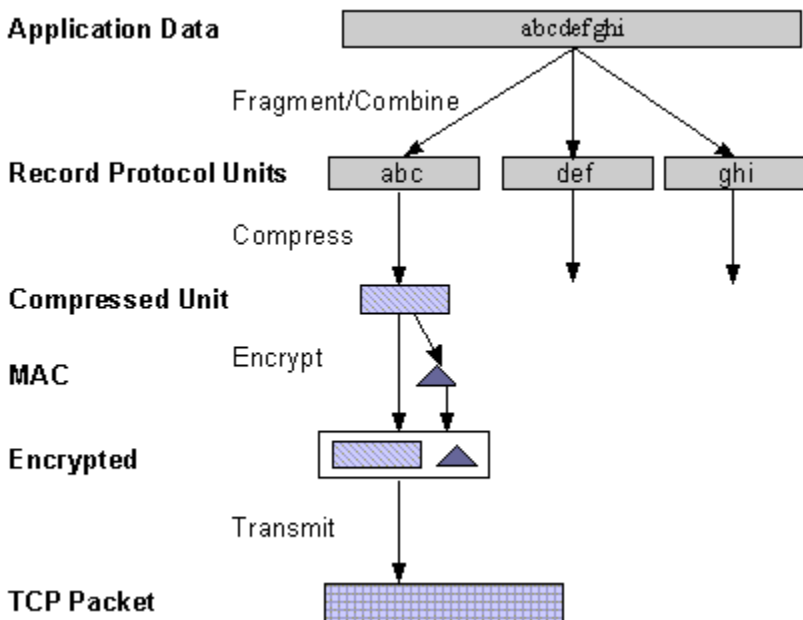 Application Data
abcdefghi
Fragment/Combine
Record Protocol Units
abc
def
ghi
Compress
Compressed Unit
Encrypt
MAC
Encrypted
Transmit
TCP Packet